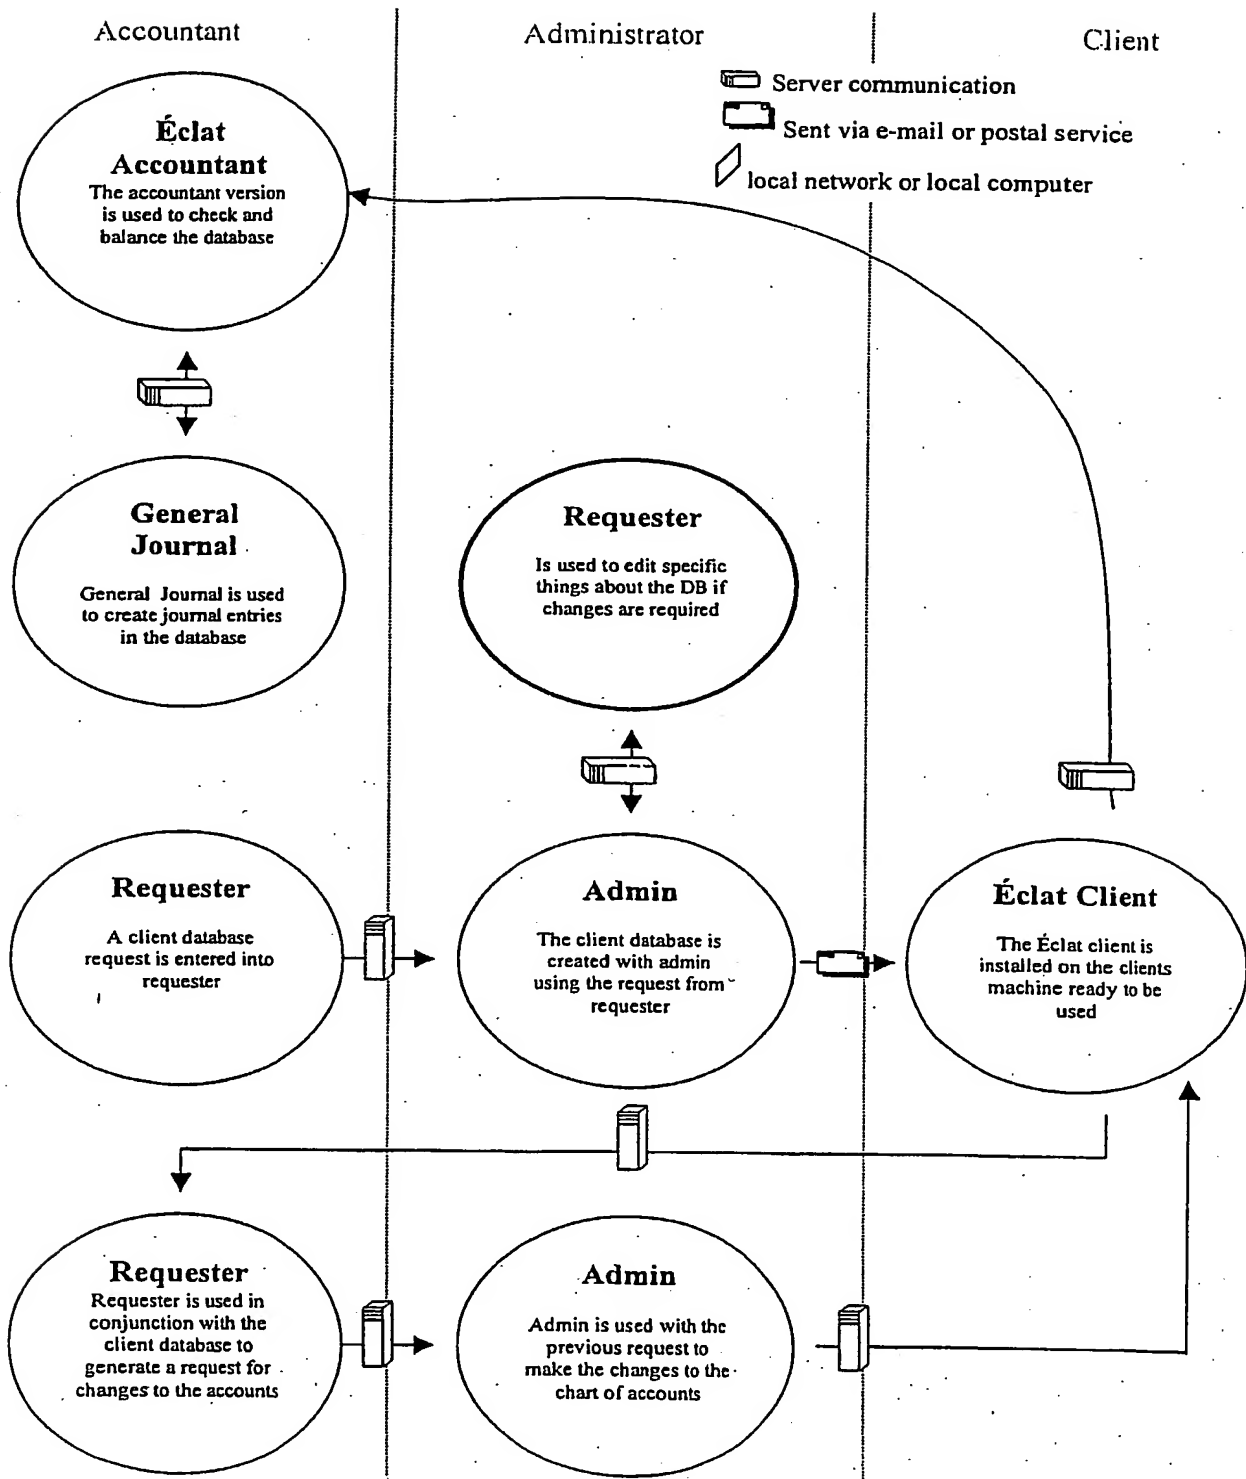 Accountant
Administrator
Client
Server communication
Sent via e-mail or postal service
local network or local computer
Éclat
Accountant
The accountant version
is used to check and
balance the database
General
Journal
General Journal is used
to create journal entries
in the database
Requester
Is used to edit specific
things about the DB if
changes are required
Requester
A client database
request is entered into
requester
Admin
The client database is
created with admin
using the request from
requester
Éclat Client
The Éclat client is
installed on the clients
machine ready to be
used
Requester
Requester is used in
conjunction with the
client database to
generate a request for
changes to the accounts
Admin
Admin is used with the
previous request to
make the changes to the
chart of accounts